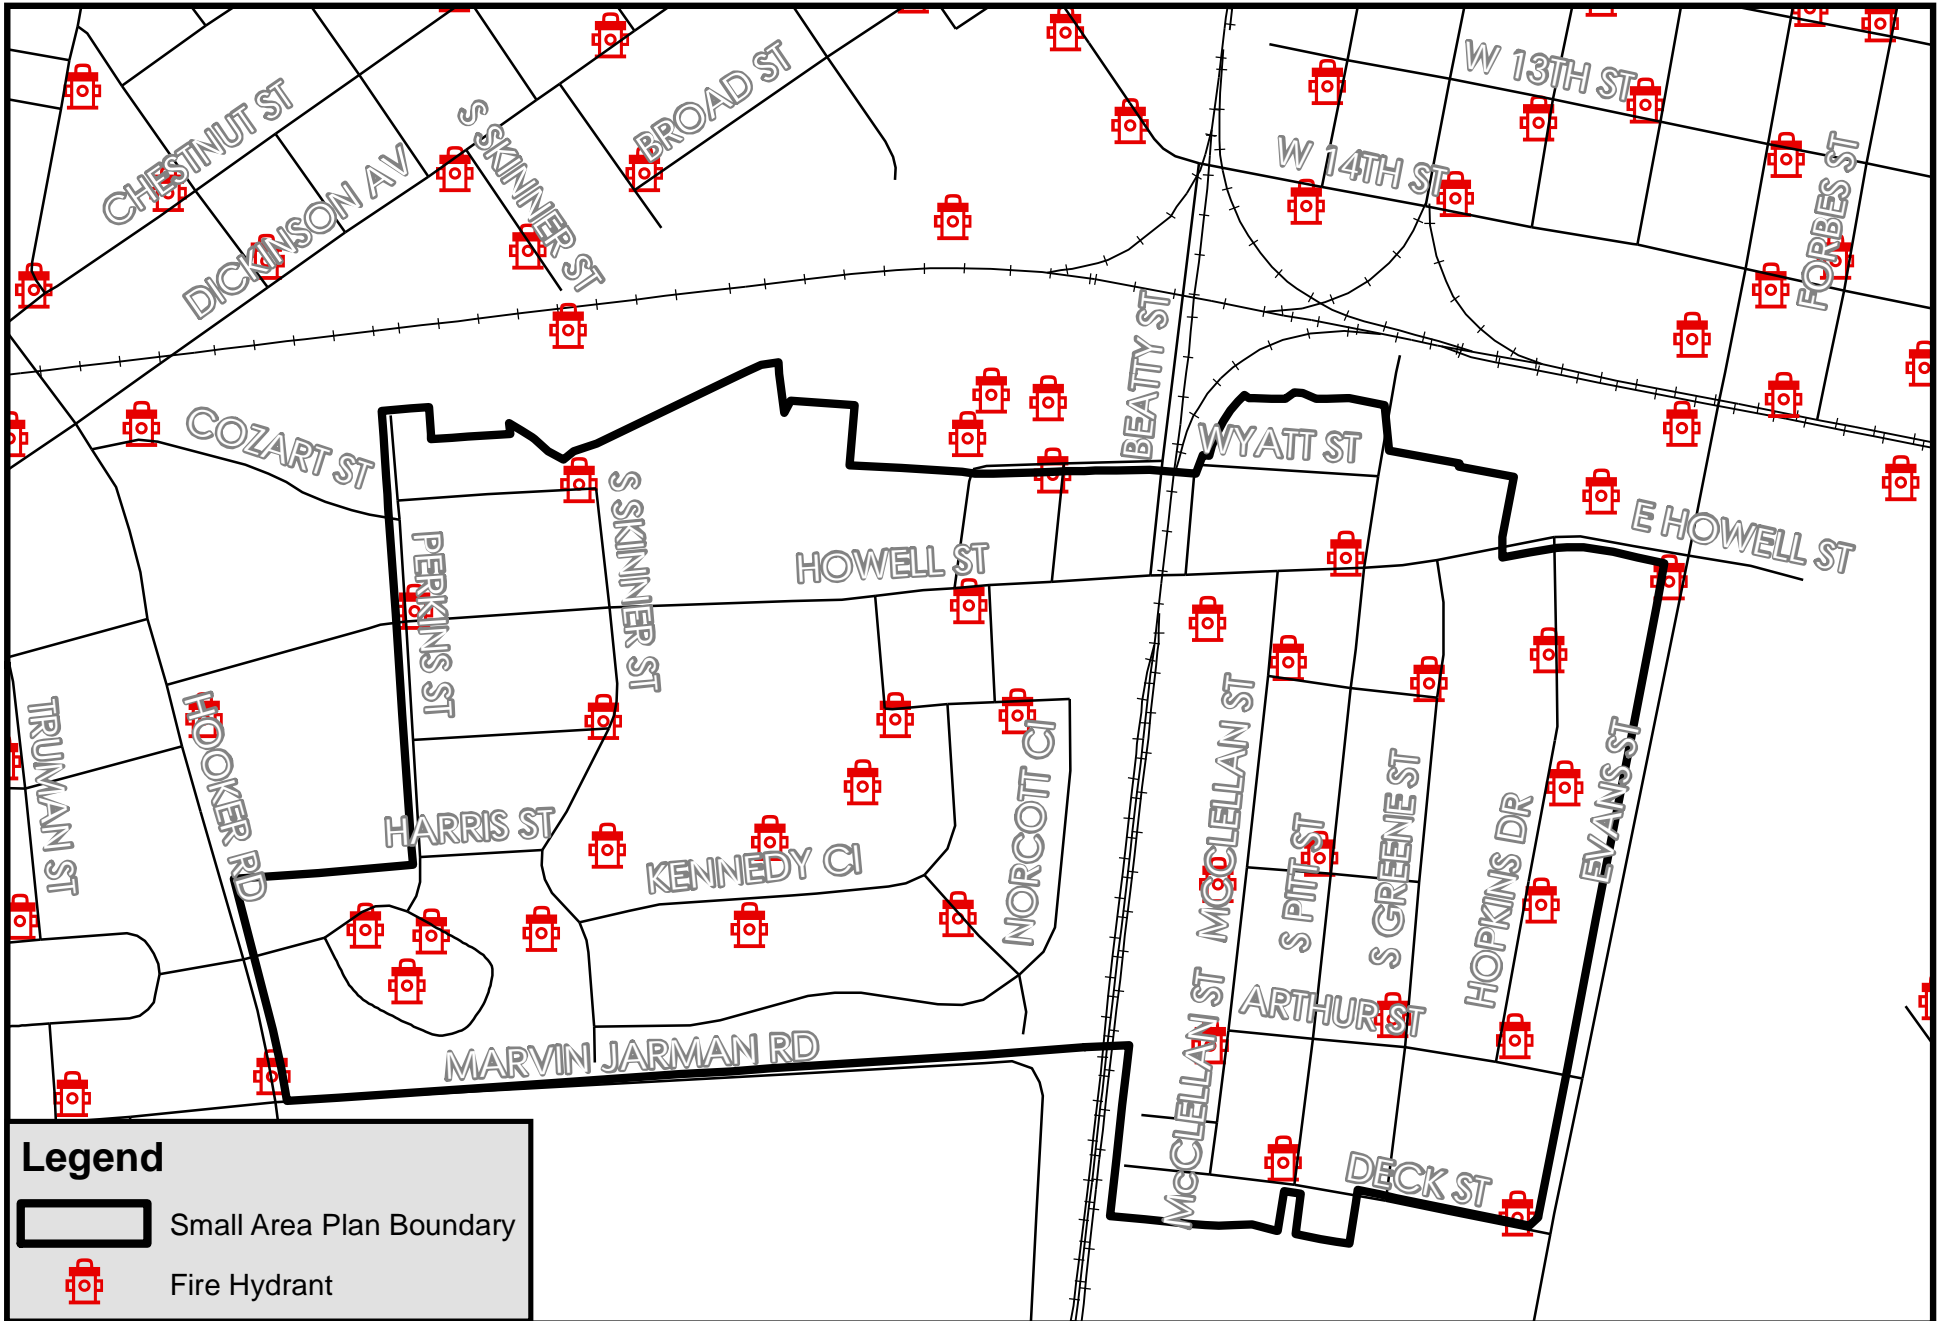 W 13TH ST
BROAD ST
CHESTNUT ST
S SKINNER ST
W 14TH ST
DICKINSON AV
FORBES ST
BEATTY ST
COZART ST
WYATT ST
S SKINNER ST
E HOWELL ST
PERKINS ST
HOWELL ST
TRUMAN ST
HOOKER RD
MCCLELLAN ST
EVANS ST
NORCOTT CI
S GREENE ST
HARRIS ST
S PITT ST
HOPKINS DR
KENNEDY CI
ARTHUR ST
McCLELLAN ST
MARVIN JARMAN RD
DECK ST
Legend
Small Area Plan Boundary
Fire Hydrant